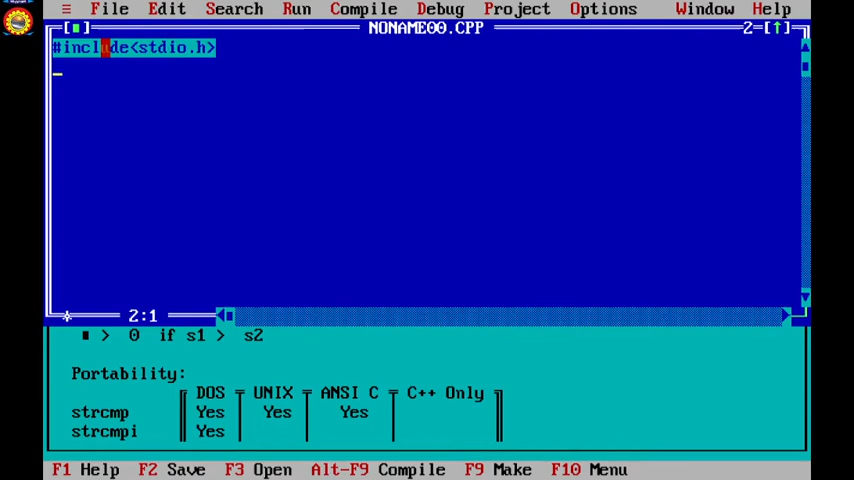 ≡ File Edit Search Run Compile Debug Project Options Window Help
[■] NONAME00.CPP 2=[↑]
#include<stdio.h>
* 2:1
■ > 0 if s1 > s2
Portability:
DOS UNIX ANSI C C++ Only
strcmp Yes Yes Yes
strcmpi Yes
F1 Help F2 Save F3 Open Alt-F9 Compile F9 Make F10 Menu